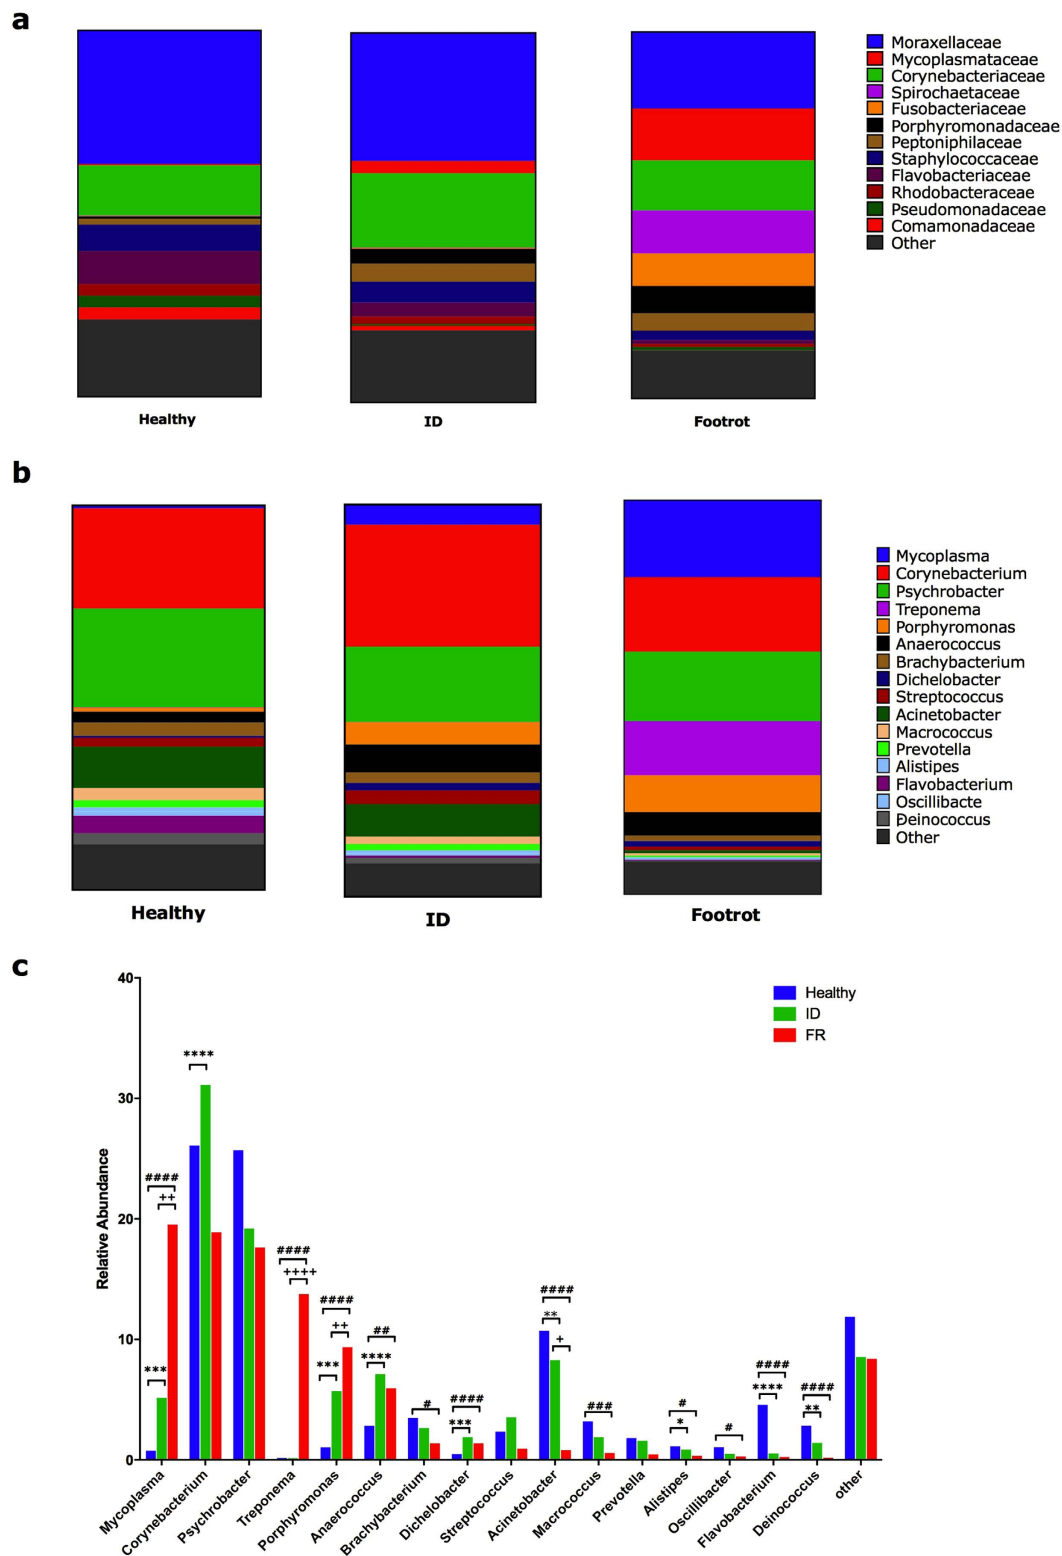 a
Moraxellaceae
Mycoplasmataceae
Corynebacteriaceae
Spirochaetaceae
Fusobacteriaceae
Porphyromonadaceae
Peptoniphilaceae
Staphylococcaceae
Flavobacteriaceae
Rhodobacteraceae
Pseudomonadaceae
Comamonadaceae
Other
Healthy
ID
Footrot
b
Mycoplasma
Corynebacterium
Psychrobacter
Treponema
Porphyromonas
Anaerococcus
Brachybacterium
Dichelobacter
Streptococcus
Acinetobacter
Macrococcus
Prevotella
Alistipes
Flavobacterium
Oscillibacte
Deinococcus
Other
Healthy
ID
Footrot
c
Healthy
ID
FR
Relative Abundance
40
30
20
10
0
####
++
***
****
####
++++
####
++
***
##
****
#
####
***
####
**
+
###
#
*
#
####
****
####
**
Mycoplasma
Corynebacterium
Psychrobacter
Treponema
Porphyromonas
Anaerococcus
Brachybacterium
Dichelobacter
Streptococcus
Acinetobacter
Macrococcus
Prevotella
Alistipes
Oscillibacter
Flavobacterium
Deinococcus
other